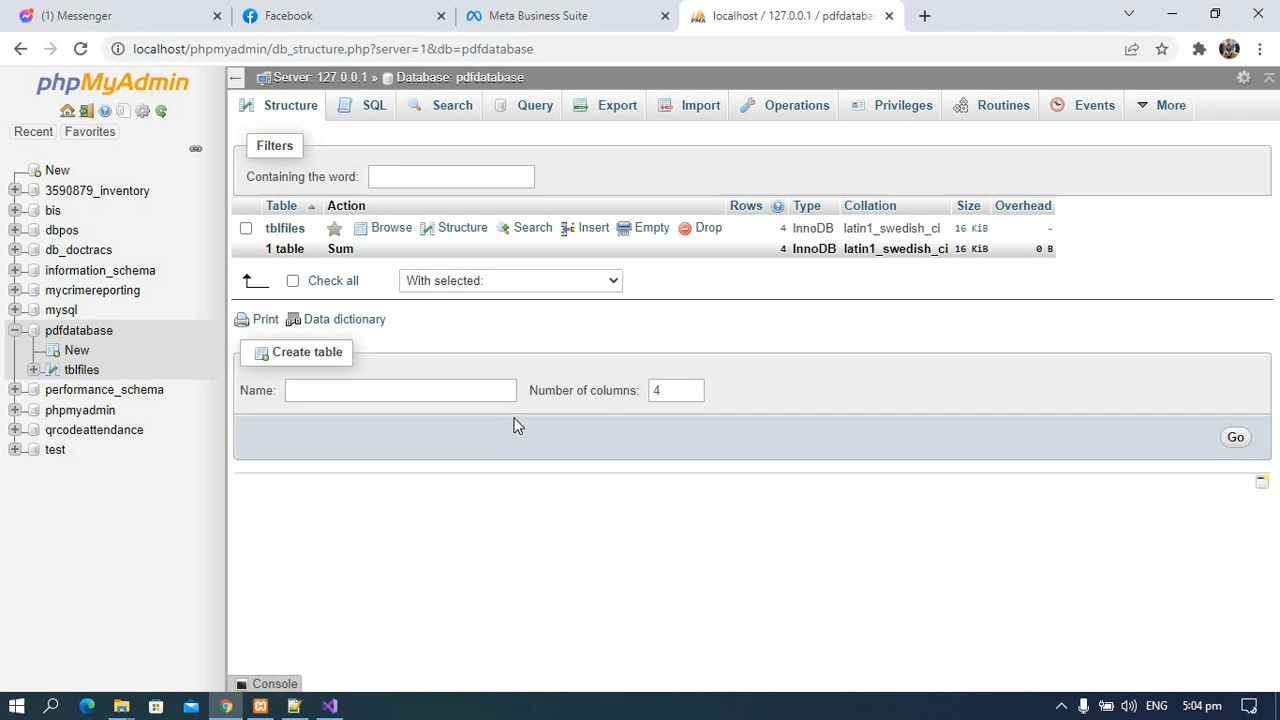 (1) Messenger
Facebook
Meta Business Suite
localhost / 127.0.0.1 / pdfdataba
localhost/phpmyadmin/db_structure.php?server=1&db=pdfdatabase
phpMyAdmin
Recent
Favorites
New
3590879_inventory
bis
dbpos
db_doctracs
information_schema
mycrimereporting
mysql
pdfdatabase
New
tblfiles
performance_schema
phpmyadmin
qrcodeattendance
test
Server: 127.0.0.1 » Database: pdfdatabase
Structure SQL Search Query Export Import Operations Privileges Routines Events More
Filters
Containing the word:
Table Action Rows Type Collation Size Overhead
tblfiles Browse Structure Search Insert Empty Drop 4 InnoDB latin1_swedish_ci 16 KiB -
1 table Sum 4 InnoDB latin1_swedish_ci 16 KiB 0 B
Check all With selected:
Print Data dictionary
Create table
Name: Number of columns: 4
Go
Console
ENG 5:04 pm